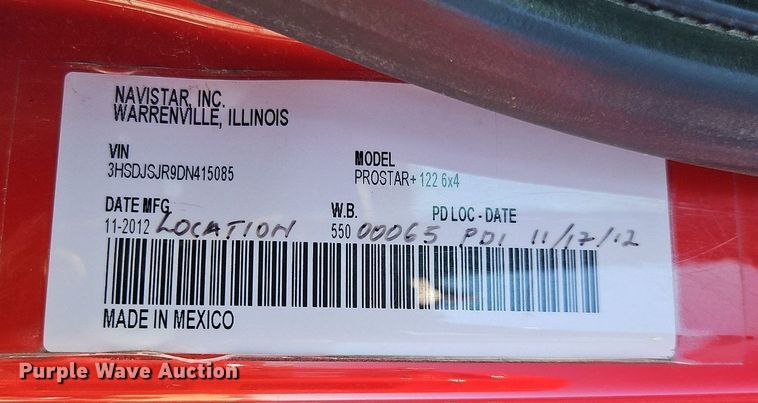 NAVISTAR, INC.
WARRENVILLE, ILLINOIS
VIN
3HSDJSJR9DN415085
MODEL
PROSTAR+ 122 6x4
DATE MFG W.B. PD LOC - DATE
11-2012 LOCATION 550 00065 PDI 11/17/12
MADE IN MEXICO
Purple Wave Auction